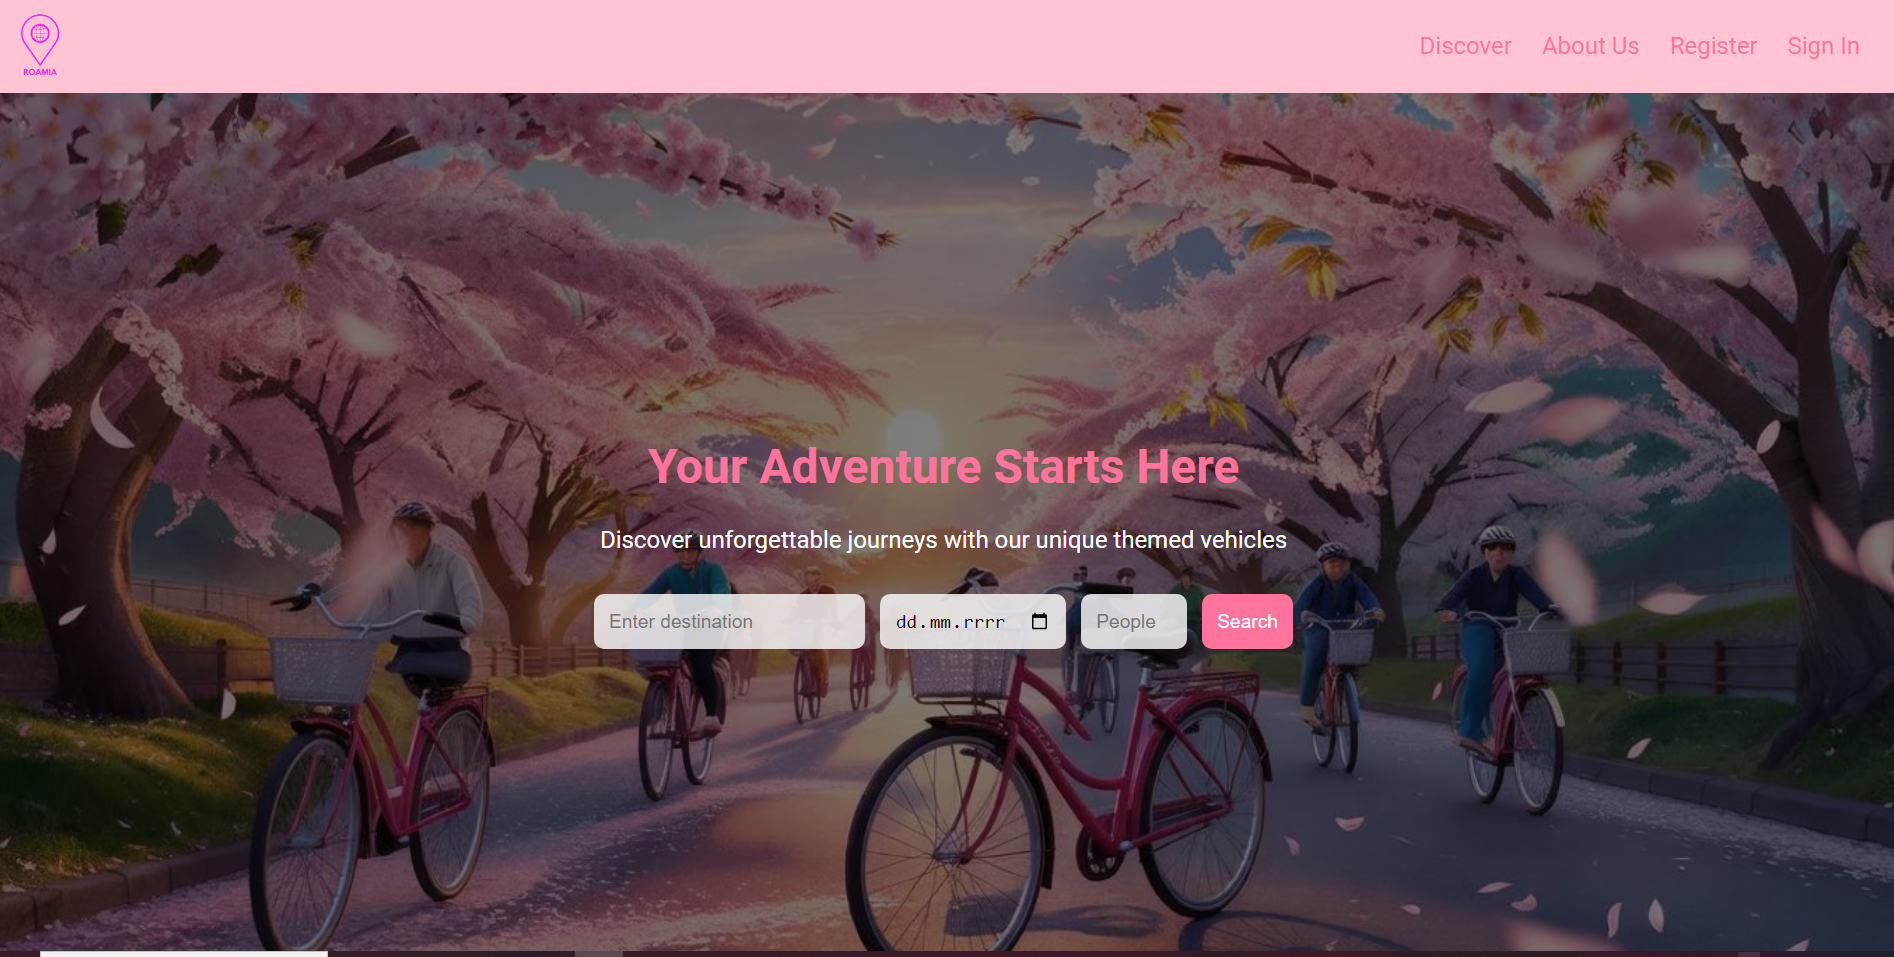 ROAMIA
Discover About Us Register Sign In
Your Adventure Starts Here
Discover unforgettable journeys with our unique themed vehicles
Enter destination dd.mm.rrrr People Search